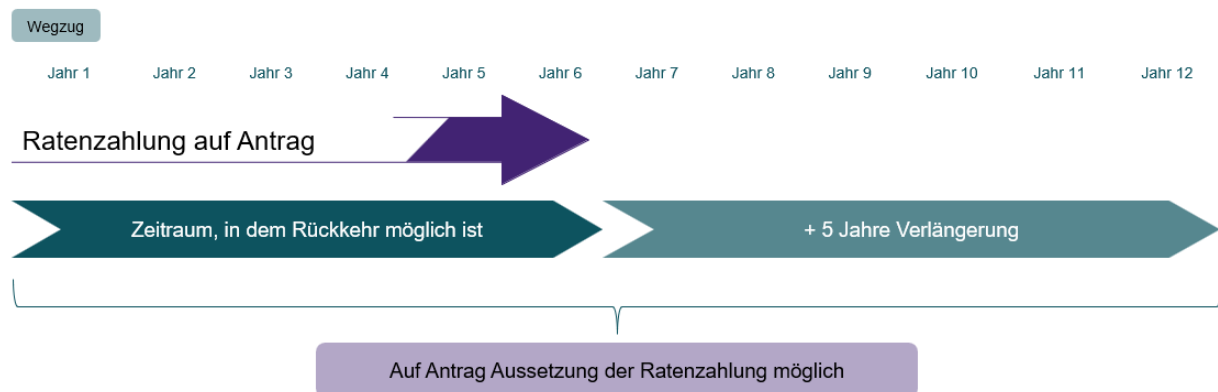 Wegzug
Jahr 1 Jahr 2 Jahr 3 Jahr 4 Jahr 5 Jahr 6 Jahr 7 Jahr 8 Jahr 9 Jahr 10 Jahr 11 Jahr 12
Ratenzahlung auf Antrag
Zeitraum, in dem Rückkehr möglich ist + 5 Jahre Verlängerung
Auf Antrag Aussetzung der Ratenzahlung möglich